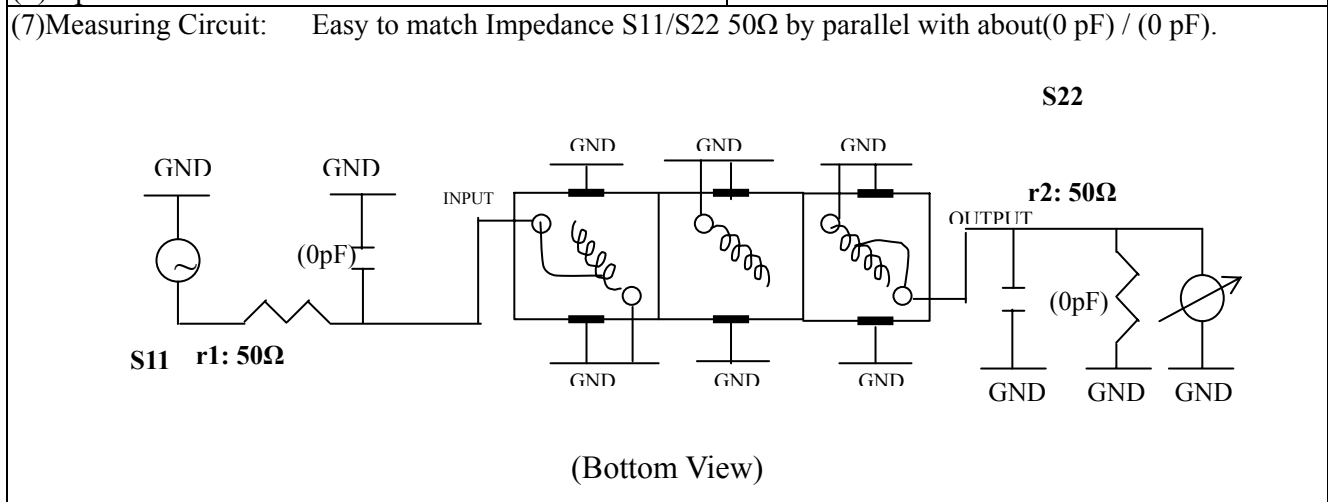 (7)Measuring Circuit: Easy to match Impedance S11/S22 50Ω by parallel with about(0 pF) / (0 pF).
S22
GND GND GND
GND GND
r2: 50Ω
INPUT
OUTPUT
(0pF)
(0pF)
S11 r1: 50Ω
GND GND GND
GND GND GND
(Bottom View)